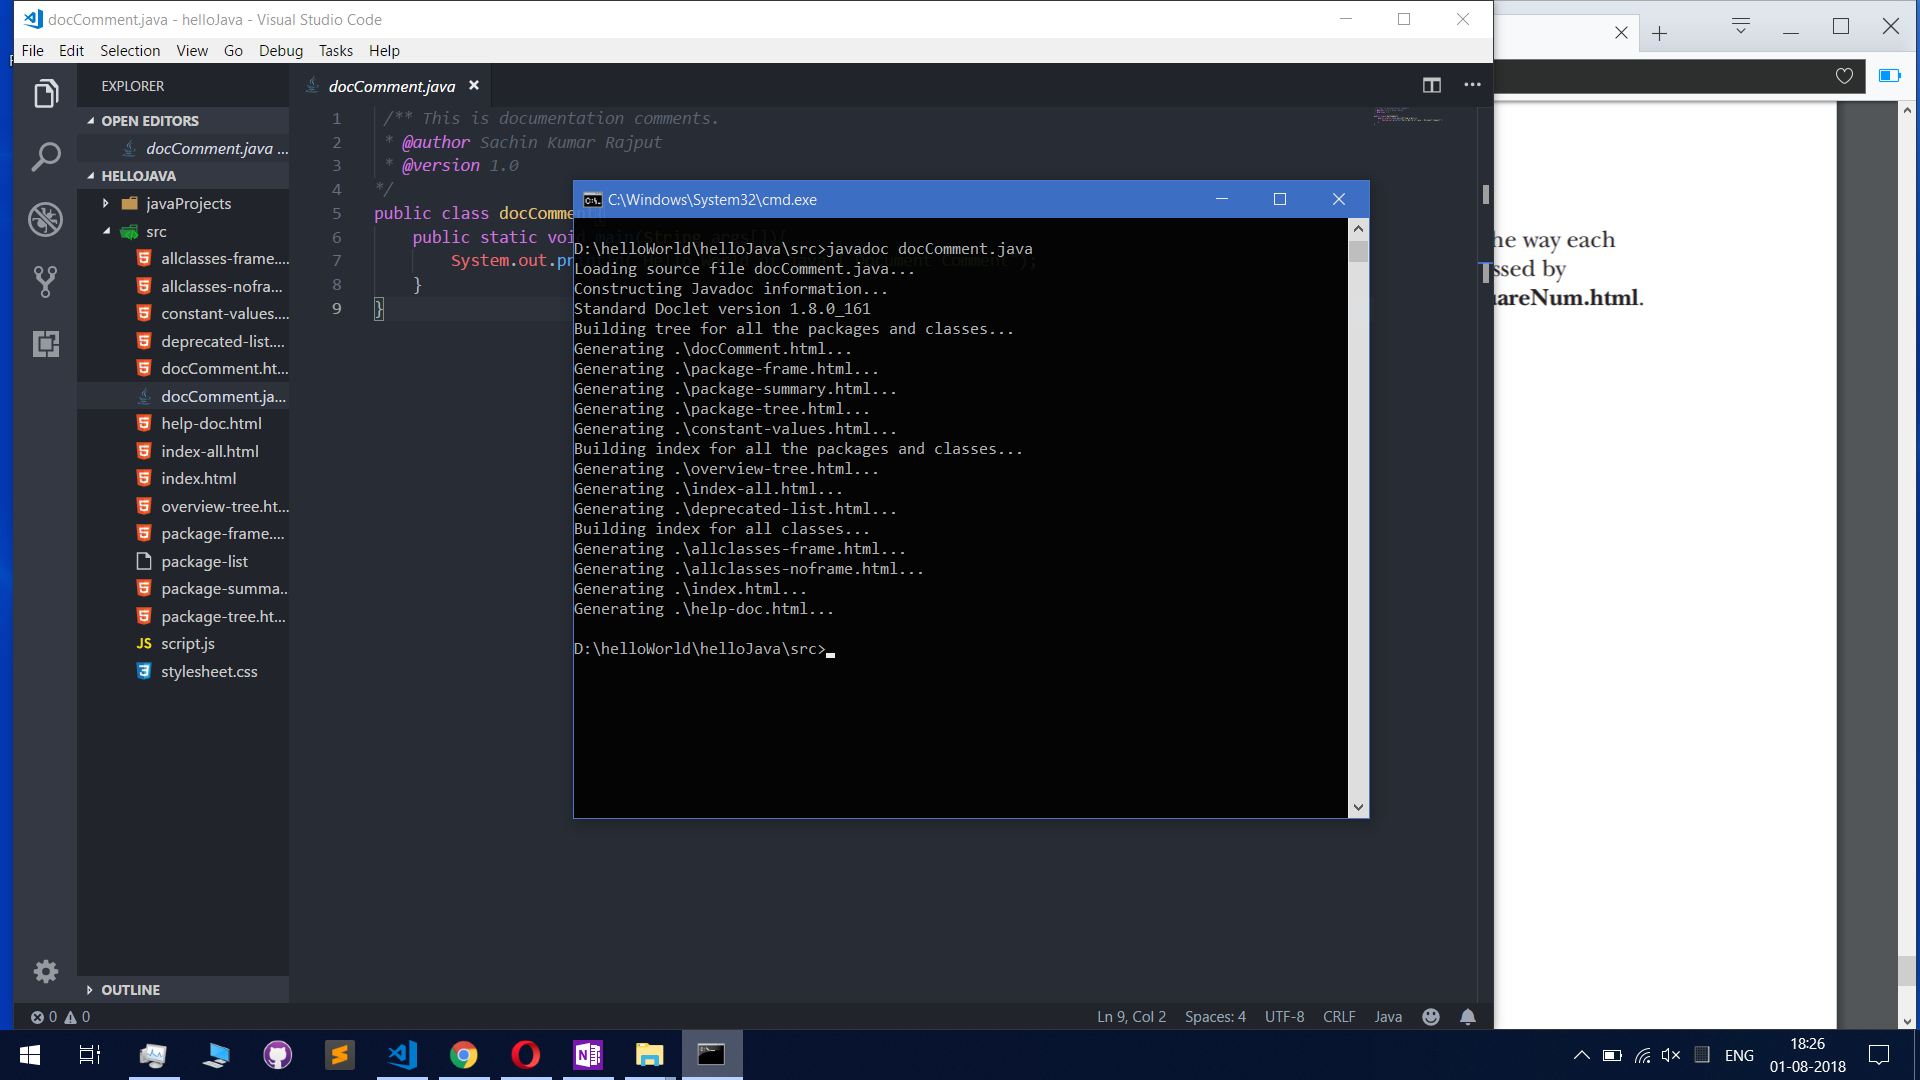 docComment.java - helloJava - Visual Studio Code
File Edit Selection View Go Debug Tasks Help
EXPLORER
OPEN EDITORS
docComment.java ...
HELLOJAVA
javaProjects
src
allclasses-frame....
allclasses-nofra...
constant-values....
deprecated-list....
docComment.ht...
docComment.ja...
help-doc.html
index-all.html
index.html
overview-tree.ht...
package-frame....
package-list
package-summa...
package-tree.ht...
JS script.js
stylesheet.css
OUTLINE
docComment.java
1 /** This is documentation comments.
2 * @author Sachin Kumar Rajput
3 * @version 1.0
4 */
5 public class docComment{
6 public static void main(String args[]){
7 System.out.pr
8 }
9 }
C:\Windows\System32\cmd.exe
D:\helloWorld\helloJava\src>javadoc docComment.java
Loading source file docComment.java...
Constructing Javadoc information...
Standard Doclet version 1.8.0_161
Building tree for all the packages and classes...
Generating .\docComment.html...
Generating .\package-frame.html...
Generating .\package-summary.html...
Generating .\package-tree.html...
Generating .\constant-values.html...
Building index for all the packages and classes...
Generating .\overview-tree.html...
Generating .\index-all.html...
Generating .\deprecated-list.html...
Building index for all classes...
Generating .\allclasses-frame.html...
Generating .\allclasses-noframe.html...
Generating .\index.html...
Generating .\help-doc.html...
D:\helloWorld\helloJava\src>
he way each
ssed by
uareNum.html.
0 0
Ln 9, Col 2 Spaces: 4 UTF-8 CRLF Java
ENG
18:26
01-08-2018